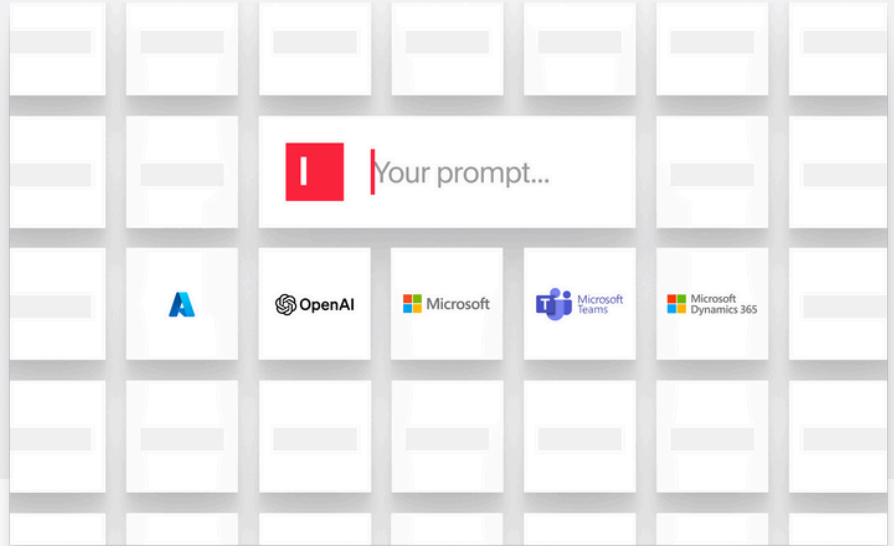 I
Your prompt...
OpenAI
Microsoft
Microsoft
Teams
Microsoft
Dynamics 365